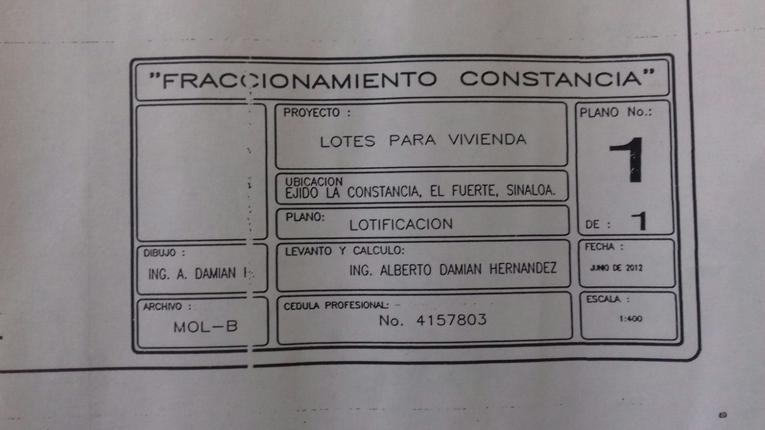 "FRACCIONAMIENTO CONSTANCIA"
PROYECTO :
LOTES PARA VIVIENDA
PLANO No.:
1
DE : 1
UBICACION
EJIDO LA CONSTANCIA, EL FUERTE, SINALOA.
PLANO:
LOTIFICACION
DIBUJO :
ING. A. DAMIAN
LEVANTO Y CALCULO:
ING. ALBERTO DAMIAN HERNANDEZ
FECHA :
JUNIO DE 2012
ARCHIVO :
MOL-B
CEDULA PROFESIONAL:
No. 4157803
ESCALA :
1:400